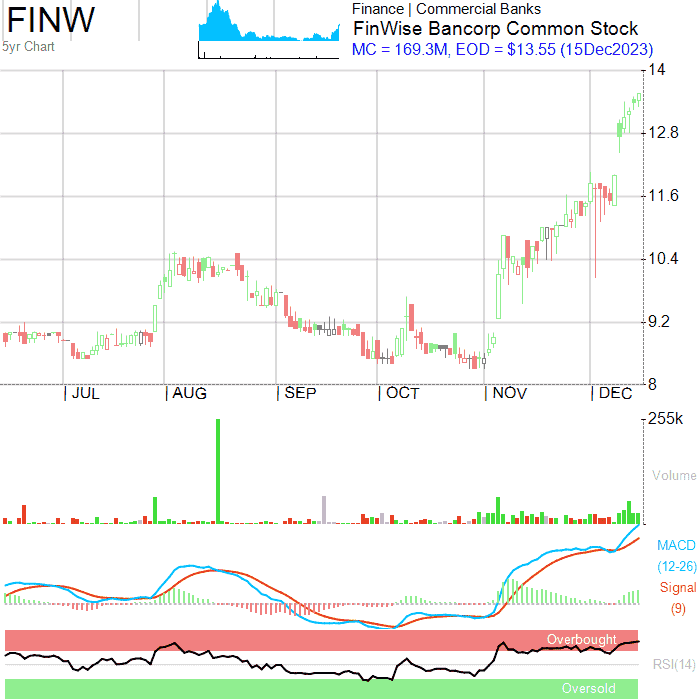 FINW
5yr Chart
Finance | Commercial Banks
FinWise Bancorp Common Stock
MC = 169.3M, EOD = $13.55 (15Dec2023)
14
12.8
11.6
10.4
9.2
8
JUL
AUG
SEP
OCT
NOV
DEC
255k
Volume
MACD
(12-26)
Signal
(9)
Overbought
RSI(14)
Oversold